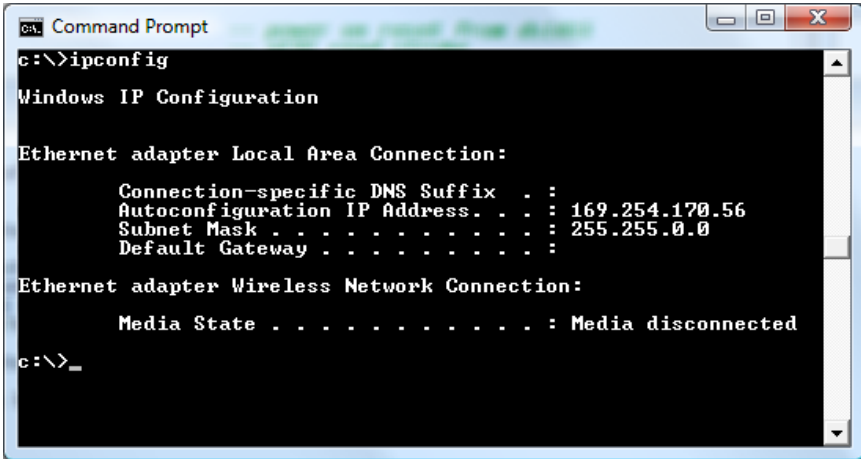 Command Prompt
c:\>ipconfig
Windows IP Configuration
Ethernet adapter Local Area Connection:
Connection-specific DNS Suffix . :
Autoconfiguration IP Address. . . : 169.254.170.56
Subnet Mask . . . . . . . . . . . : 255.255.0.0
Default Gateway . . . . . . . . . :
Ethernet adapter Wireless Network Connection:
Media State . . . . . . . . . . . : Media disconnected
c:\>_